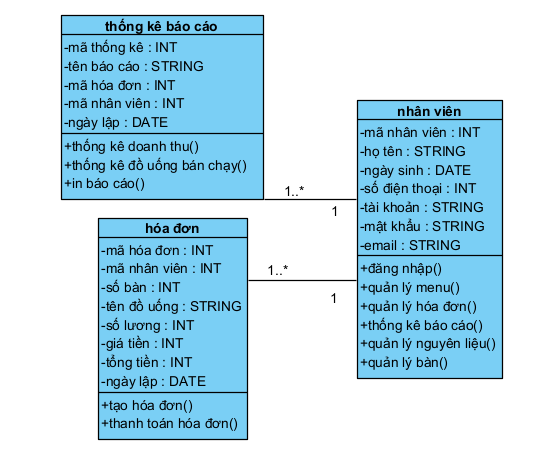 thống kê báo cáo
-mã thống kê : INT
-tên báo cáo : STRING
-mã hóa đơn : INT
-mã nhân viên : INT
-ngày lập : DATE
+thống kê doanh thu()
+thống kê đồ uống bán chạy()
+in báo cáo()
1..*
1
nhân viên
-mã nhân viên : INT
-họ tên : STRING
-ngày sinh : DATE
-số điện thoại : INT
-tài khoản : STRING
-mật khẩu : STRING
-email : STRING
+đăng nhập()
+quản lý menu()
+quản lý hóa đơn()
+thống kê báo cáo()
+quản lý nguyên liệu()
+quản lý bàn()
hóa đơn
-mã hóa đơn : INT
-mã nhân viên : INT
-số bàn : INT
-tên đồ uống : STRING
-số lương : INT
-giá tiền : INT
-tổng tiền : INT
-ngày lập : DATE
+tạo hóa đơn()
+thanh toán hóa đơn()
1..*
1